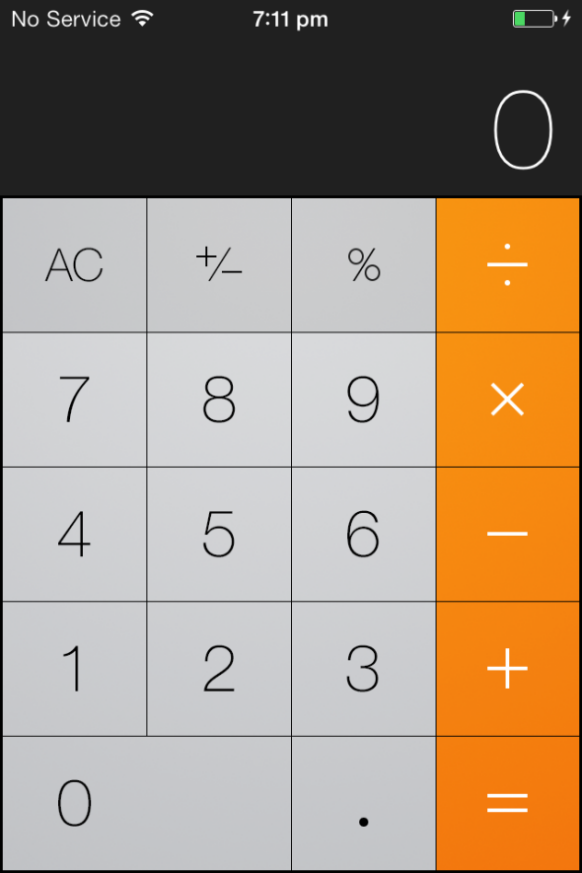 No Service 7:11 pm
0
AC +/− % ÷
7 8 9 ×
4 5 6 −
1 2 3 +
0 . =